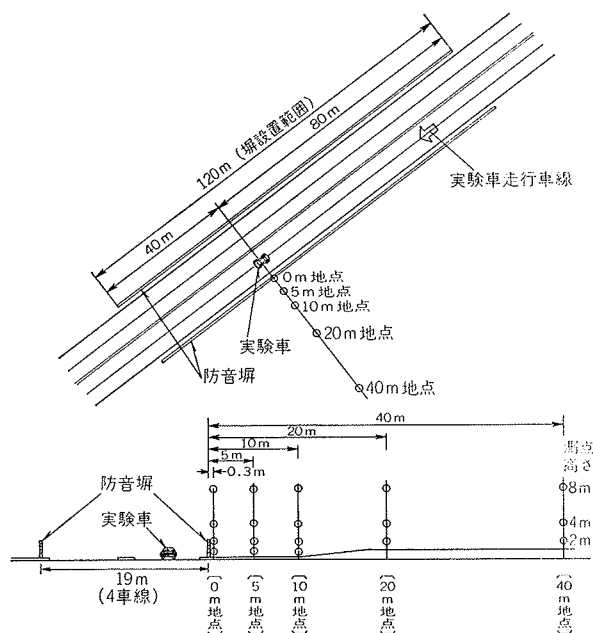 120m（塀設置範囲）
80m
40m
実験車走行車線
0m地点
5m地点
10m地点
20m地点
40m地点
実験車
防音塀
40m
20m
10m
5m
0.3m
測点
高さ
8m
4m
2m
防音塀
実験車
19m
(4車線)
(0m地点)
(5m地点)
(10m地点)
(20m地点)
(40m地点)